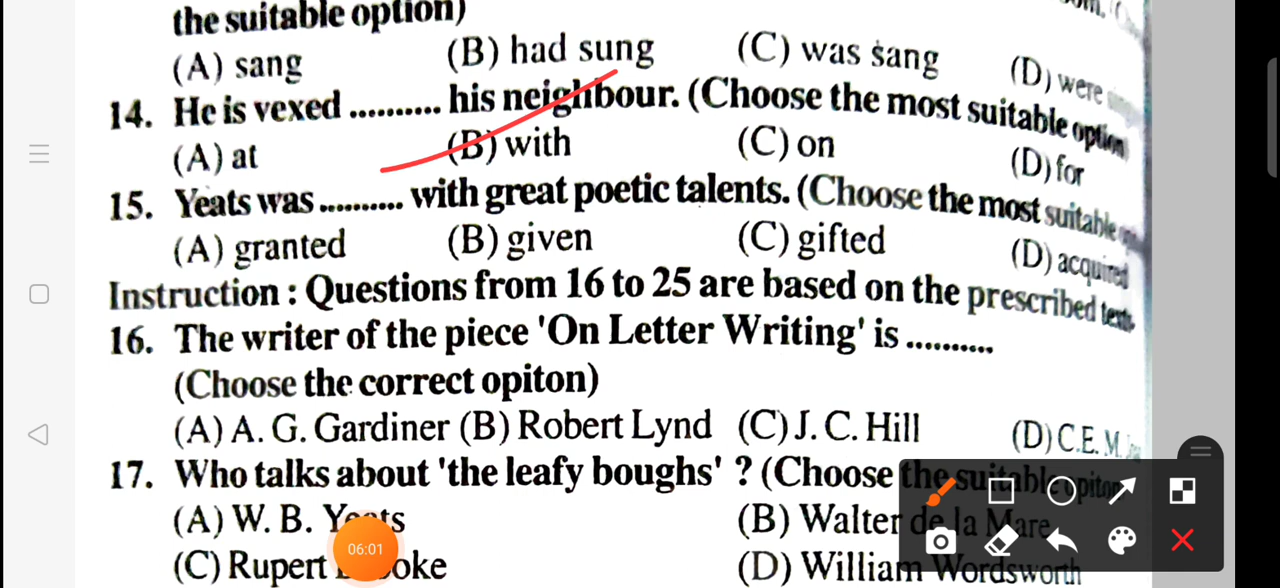 the suitable option)
(A) sang (B) had sung (C) was sang (D) were
14. He is vexed .......... his neighbour. (Choose the most suitable option
(A) at (B) with (C) on (D) for
15. Yeats was .......... with great poetic talents. (Choose the most suitable
(A) granted (B) given (C) gifted (D) acquired
Instruction : Questions from 16 to 25 are based on the prescribed texts.
16. The writer of the piece 'On Letter Writing' is ..........
(Choose the correct opiton)
(A) A. G. Gardiner (B) Robert Lynd (C) J. C. Hill (D) C.E. M.
17. Who talks about 'the leafy boughs' ? (Choose the suitable opiton
(A) W. B. Yeats (B) Walter de la Mare
(C) Rupert (D) William Wordsworth
06:01